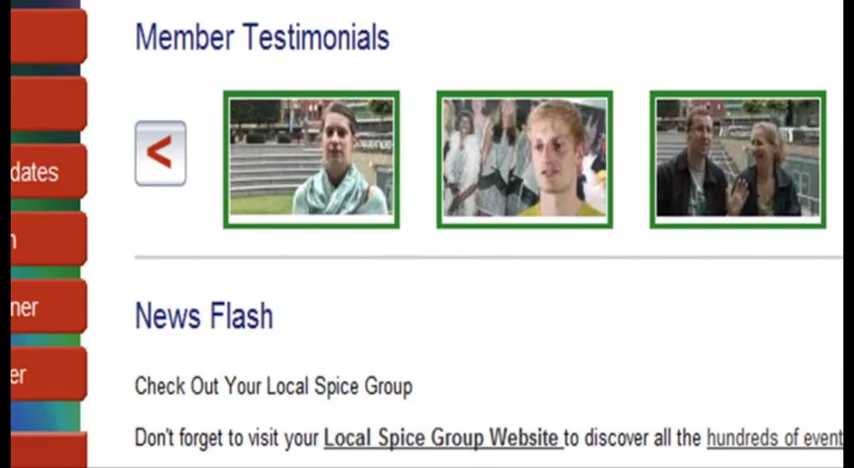 Member Testimonials
<
dates
ner
er
News Flash
Check Out Your Local Spice Group
Don't forget to visit your Local Spice Group Website to discover all the hundreds of event